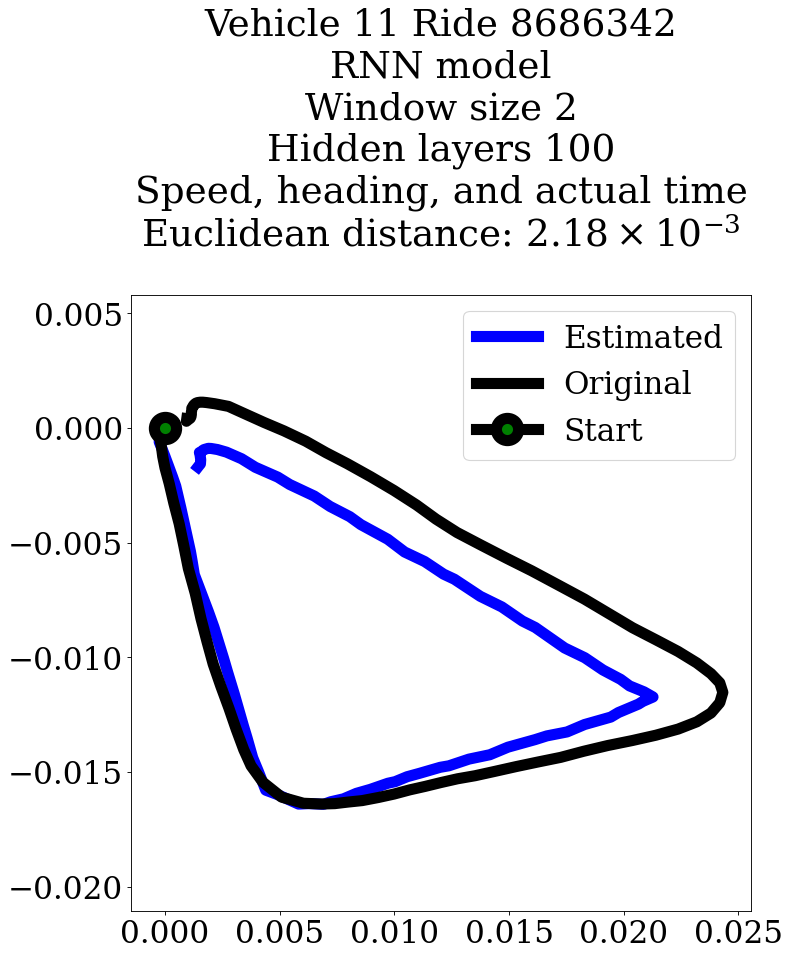 Vehicle 11 Ride 8686342
RNN model
Window size 2
Hidden layers 100
Speed, heading, and actual time
Euclidean distance: 2.18 × 10⁻³
Estimated
Original
Start
0.005
0.000
−0.005
−0.010
−0.015
−0.020
0.000 0.005 0.010 0.015 0.020 0.025